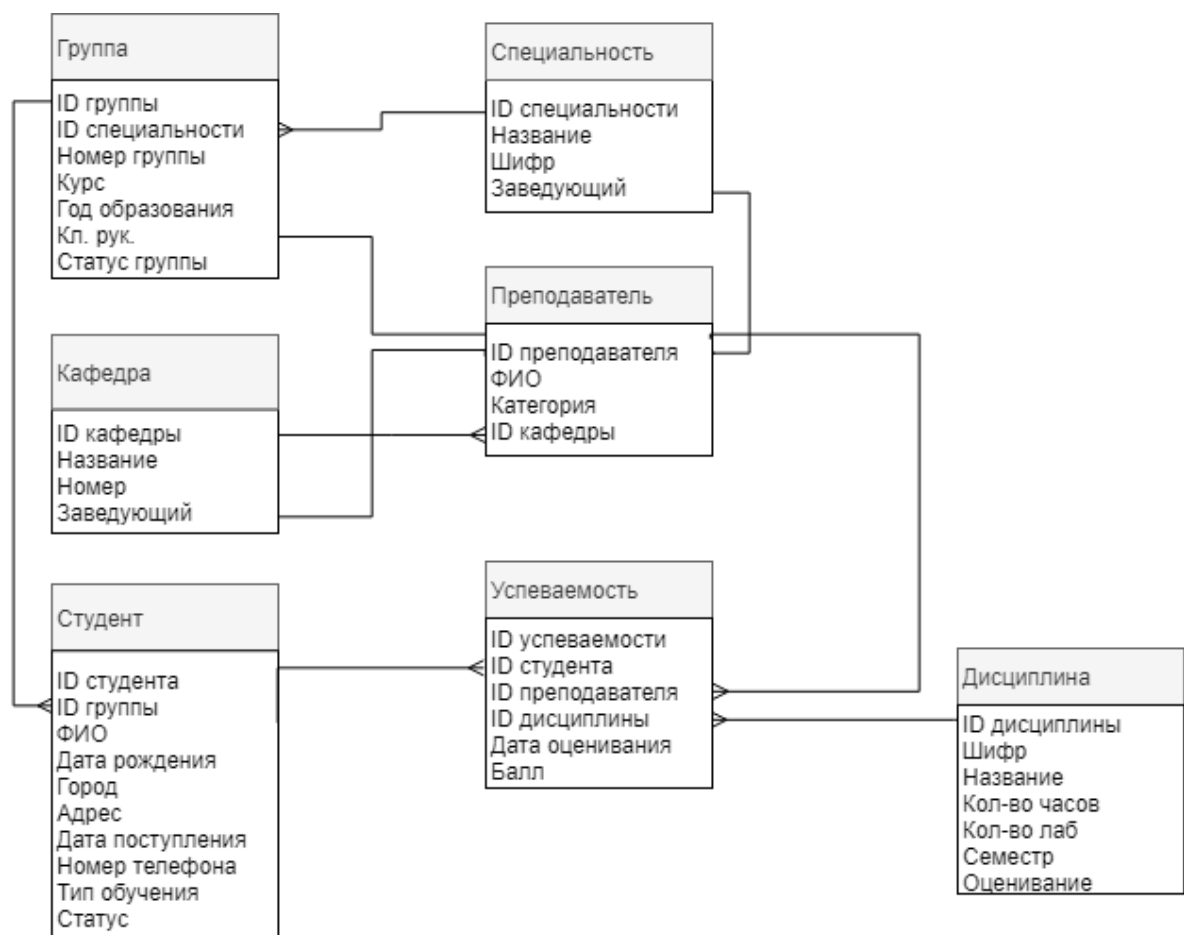 Группа
ID группы
ID специальности
Номер группы
Курс
Год образования
Кл. рук.
Статус группы
Специальность
ID специальности
Название
Шифр
Заведующий
Преподаватель
ID преподавателя
ФИО
Категория
ID кафедры
Кафедра
ID кафедры
Название
Номер
Заведующий
Студент
ID студента
ID группы
ФИО
Дата рождения
Город
Адрес
Дата поступления
Номер телефона
Тип обучения
Статус
Успеваемость
ID успеваемости
ID студента
ID преподавателя
ID дисциплины
Дата оценивания
Балл
Дисциплина
ID дисциплины
Шифр
Название
Кол-во часов
Кол-во лаб
Семестр
Оценивание